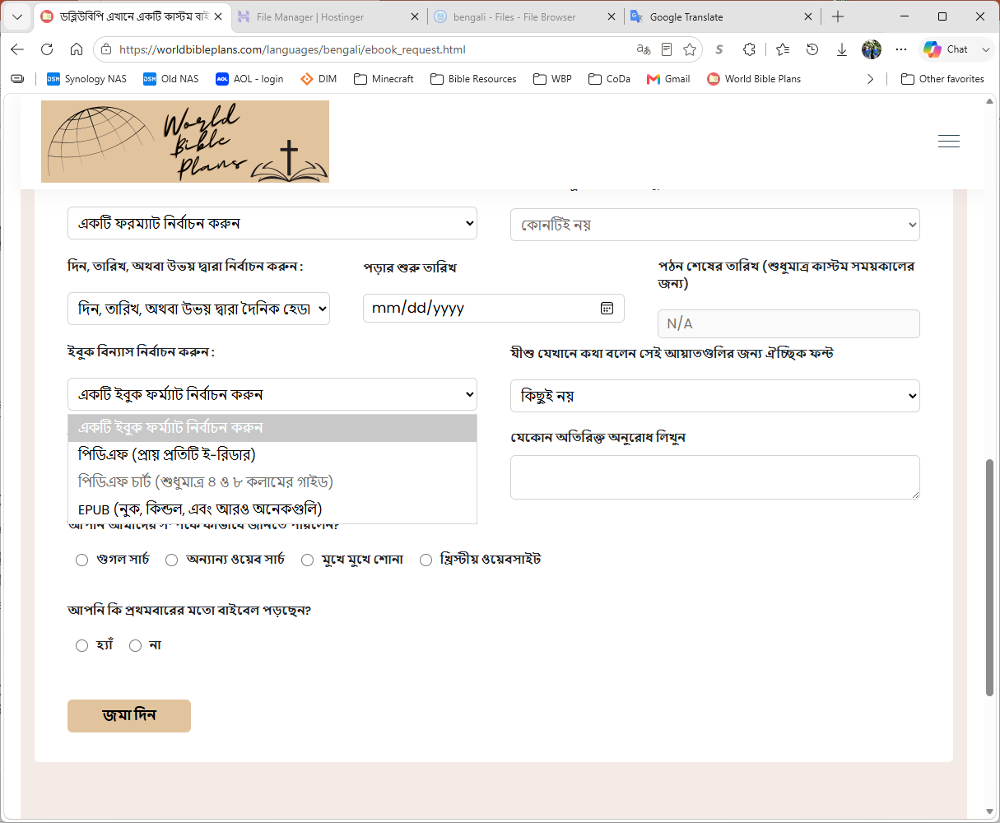 ডব্লিউবিপি এখানে একটি কাস্টম বাই
File Manager | Hostinger
bengali - Files - File Browser
Google Translate
https://worldbibleplans.com/languages/bengali/ebook_request.html
Chat
Synology NAS
Old NAS
AOL - login
DIM
Minecraft
Bible Resources
WBP
CoDa
Gmail
World Bible Plans
Other favorites
World
Bible
Plans
একটি ফরম্যাট নির্বাচন করুন
কোনটিই নয়
দিন, তারিখ, অথবা উভয় দ্বারা নির্বাচন করুন :
পড়ার শুরু তারিখ
পঠন শেষের তারিখ (শুধুমাত্র কাস্টম সময়কালের
জন্য)
দিন, তারিখ, অথবা উভয় দ্বারা দৈনিক হেডা
mm/dd/yyyy
N/A
ইবুক বিন্যাস নির্বাচন করুন :
যীশু যেখানে কথা বলেন সেই আয়াতগুলির জন্য ঐচ্ছিক ফন্ট
একটি ইবুক ফর্ম্যাট নির্বাচন করুন
কিছুই নয়
একটি ইবুক ফর্ম্যাট নির্বাচন করুন
পিডিএফ (প্রায় প্রতিটি ই-রিডার)
পিডিএফ চার্ট (শুধুমাত্র ৪ ও ৮ কলামের গাইড)
EPUB (নুক, কিন্ডল, এবং আরও অনেকগুলি)
যেকোন অতিরিক্ত অনুরোধ লিখুন
গুগল সার্চ
অন্যান্য ওয়েব সার্চ
মুখে মুখে শোনা
খ্রিস্টীয় ওয়েবসাইট
আপনি কি প্রথমবারের মতো বাইবেল পড়ছেন?
হ্যাঁ
না
জমা দিন